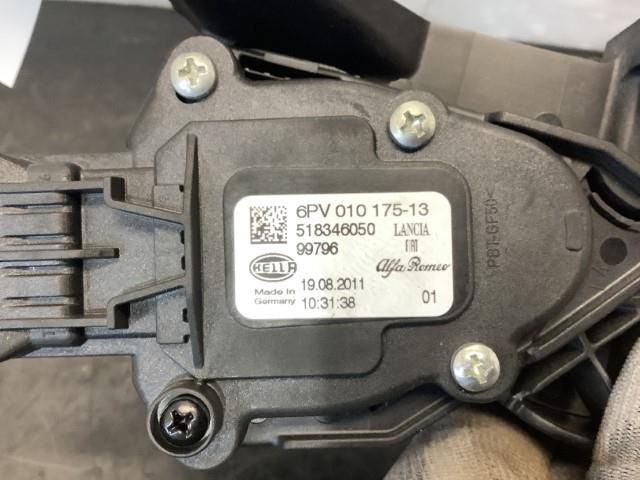 6PV 010 175-13
518346050 LANCIA
99796
HELLA
Alfa Romeo
Made In
Germany
19.08.2011
10:31:38 01
>PBT-GF30<